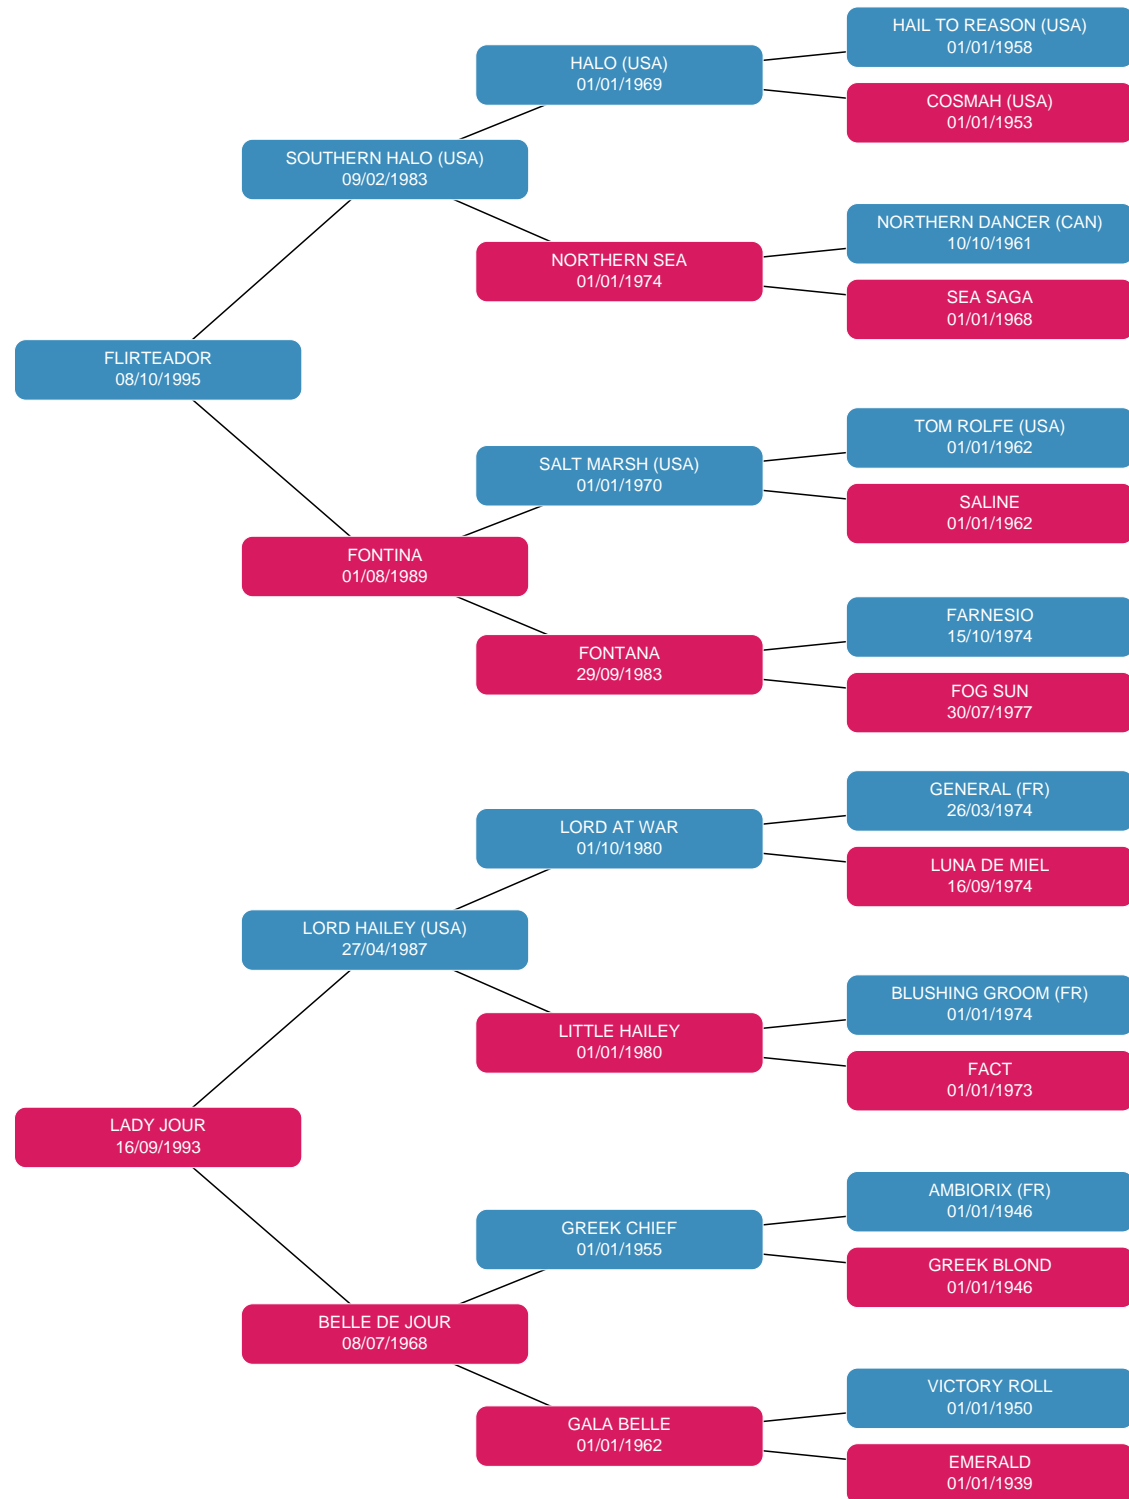 HAIL TO REASON (USA)
01/01/1958
HALO (USA)
01/01/1969
COSMAH (USA)
01/01/1953
SOUTHERN HALO (USA)
09/02/1983
NORTHERN DANCER (CAN)
10/10/1961
NORTHERN SEA
01/01/1974
SEA SAGA
01/01/1968
FLIRTEADOR
08/10/1995
TOM ROLFE (USA)
01/01/1962
SALT MARSH (USA)
01/01/1970
SALINE
01/01/1962
FONTINA
01/08/1989
FARNESIO
15/10/1974
FONTANA
29/09/1983
FOG SUN
30/07/1977
GENERAL (FR)
26/03/1974
LORD AT WAR
01/10/1980
LUNA DE MIEL
16/09/1974
LORD HAILEY (USA)
27/04/1987
BLUSHING GROOM (FR)
01/01/1974
LITTLE HAILEY
01/01/1980
FACT
01/01/1973
LADY JOUR
16/09/1993
AMBIORIX (FR)
01/01/1946
GREEK CHIEF
01/01/1955
GREEK BLOND
01/01/1946
BELLE DE JOUR
08/07/1968
VICTORY ROLL
01/01/1950
GALA BELLE
01/01/1962
EMERALD
01/01/1939